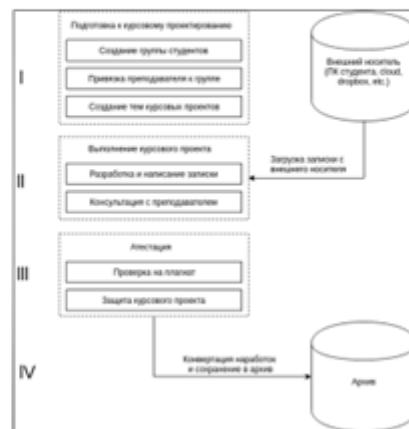 I
Подготовка к курсовому проектированию
Создание группы студентов
Привязка преподавателя к группе
Создание тем курсовых проектов
Внешний носитель
(ПК студента, cloud,
dropbox, etc.)
Загрузка записки с
внешнего носителя
II
Выполнение курсового проекта
Разработка и написание записки
Консультация с преподавателем
III
Атестация
Проверка на плагиат
Защита курсового проекта
Конвертация наработок
и сохранение в архив
IV
Архив